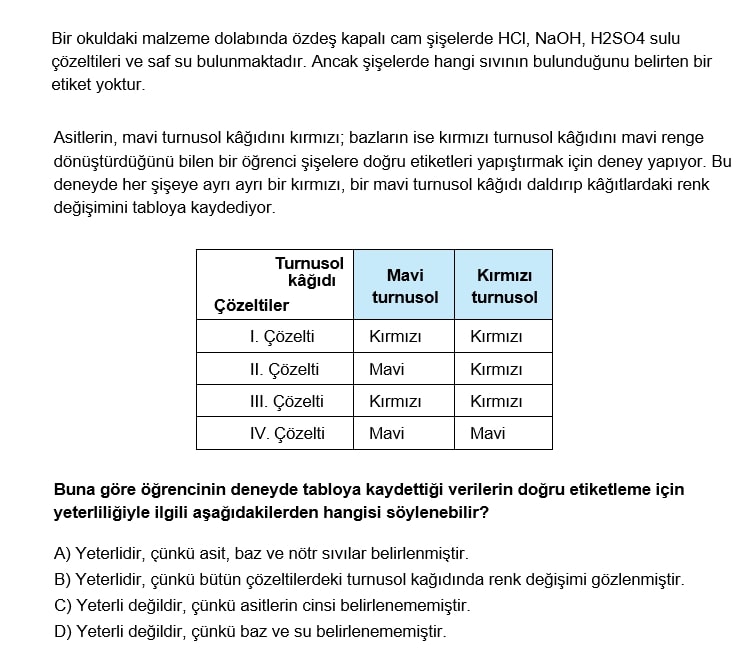 Bir okuldaki malzeme dolabında özdeş kapalı cam şişelerde HCl, NaOH, H2SO4 sulu
çözeltileri ve saf su bulunmaktadır. Ancak şişelerde hangi sıvının bulunduğunu belirten bir
etiket yoktur.
Asitlerin, mavi turnusol kâğıdını kırmızı; bazların ise kırmızı turnusol kâğıdını mavi renge
dönüştürdüğünü bilen bir öğrenci şişelere doğru etiketleri yapıştırmak için deney yapıyor. Bu
deneyde her şişeye ayrı ayrı bir kırmızı, bir mavi turnusol kâğıdı daldırıp kâğıtlardaki renk
değişimini tabloya kaydediyor.
Turnusol
kâğıdı
Çözeltiler
Mavi
turnusol
Kırmızı
turnusol
I. Çözelti Kırmızı Kırmızı
II. Çözelti Mavi Kırmızı
III. Çözelti Kırmızı Kırmızı
IV. Çözelti Mavi Mavi
Buna göre öğrencinin deneyde tabloya kaydettiği verilerin doğru etiketleme için
yeterliliğiyle ilgili aşağıdakilerden hangisi söylenebilir?
A) Yeterlidir, çünkü asit, baz ve nötr sıvılar belirlenmiştir.
B) Yeterlidir, çünkü bütün çözeltilerdeki turnusol kağıdında renk değişimi gözlenmiştir.
C) Yeterli değildir, çünkü asitlerin cinsi belirlenememiştir.
D) Yeterli değildir, çünkü baz ve su belirlenememiştir.